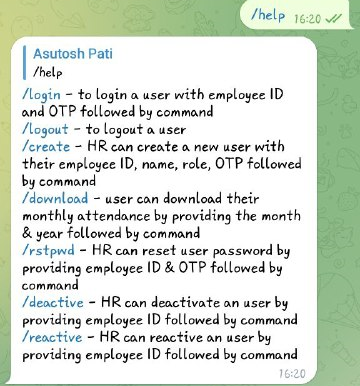 /help 16:20
Asutosh Pati
/help
/login - to login a user with employee ID
and OTP followed by command
/logout - to logout a user
/create - HR can create a new user with
their employee ID, name, role, OTP followed
by command
/download - user can download their
monthly attendance by providing the month
& year followed by command
/rstpwd - HR can reset user password by
providing employee ID & OTP followed by
command
/deactive - HR can deactivate an user by
providing employee ID followed by command
/reactive - HR can reactive an user by
providing employee ID followed by command
16:20